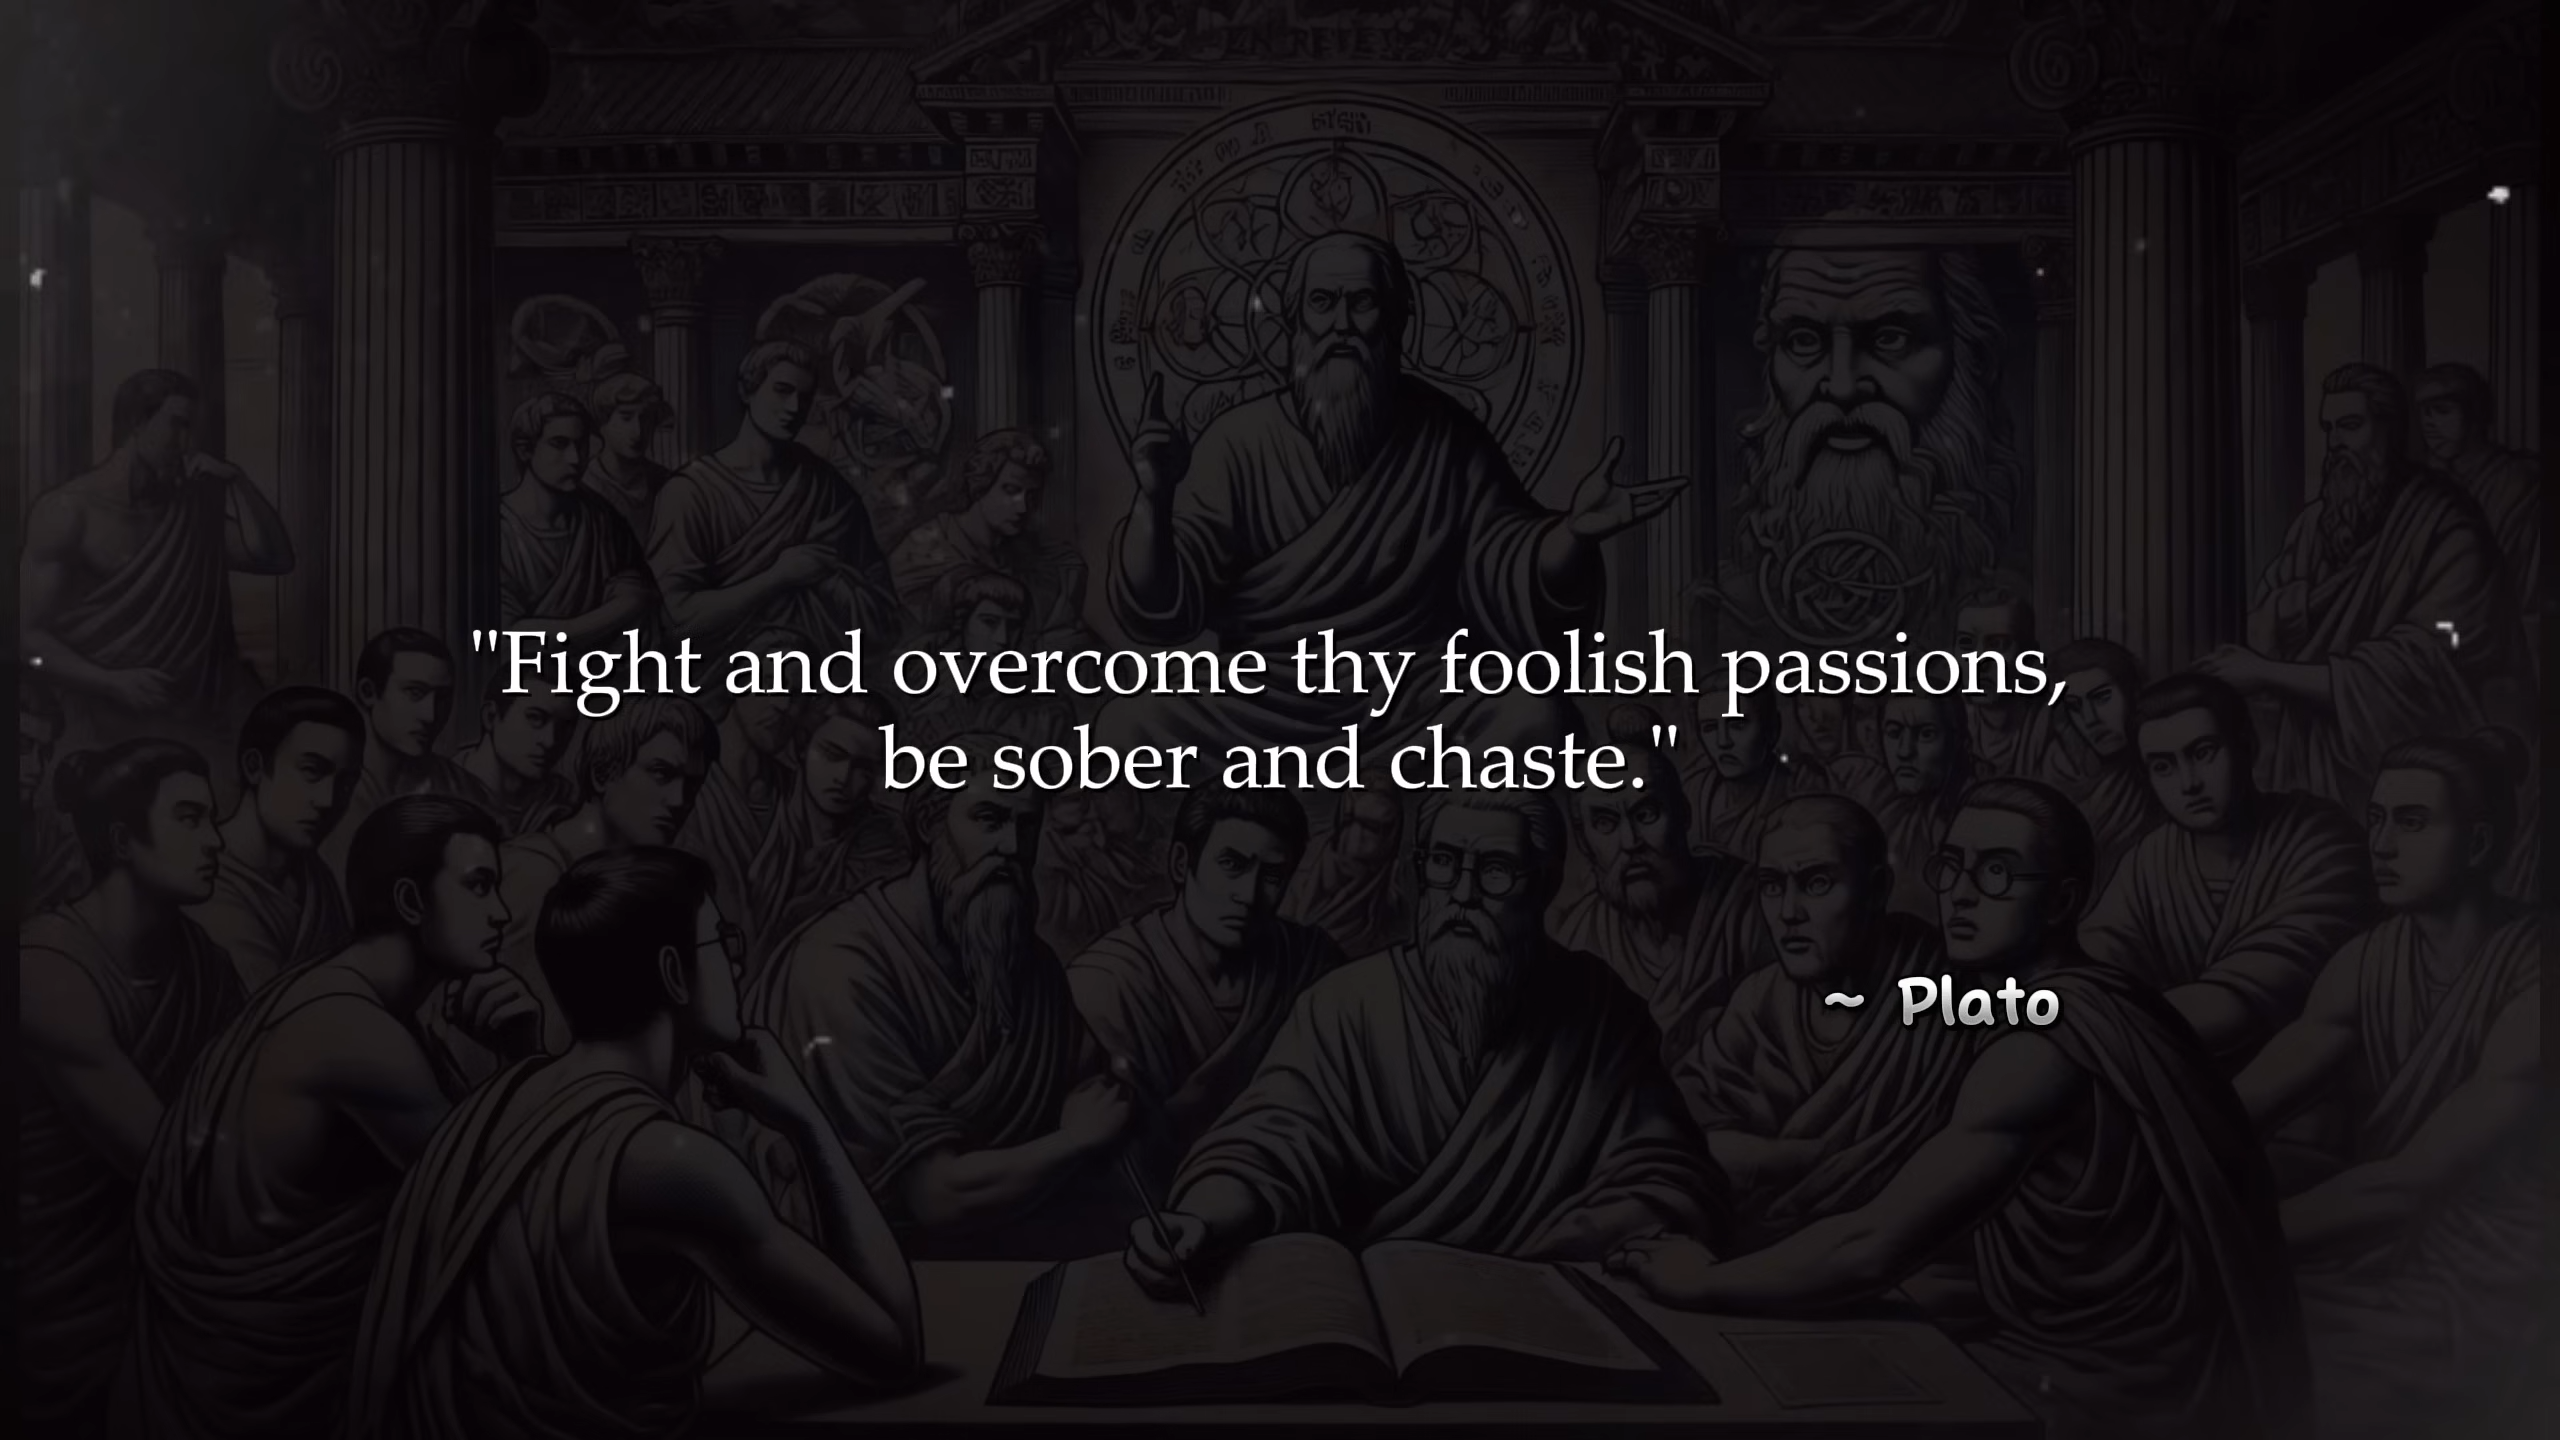 "Fight and overcome thy foolish passions,
be sober and chaste."
~ Plato